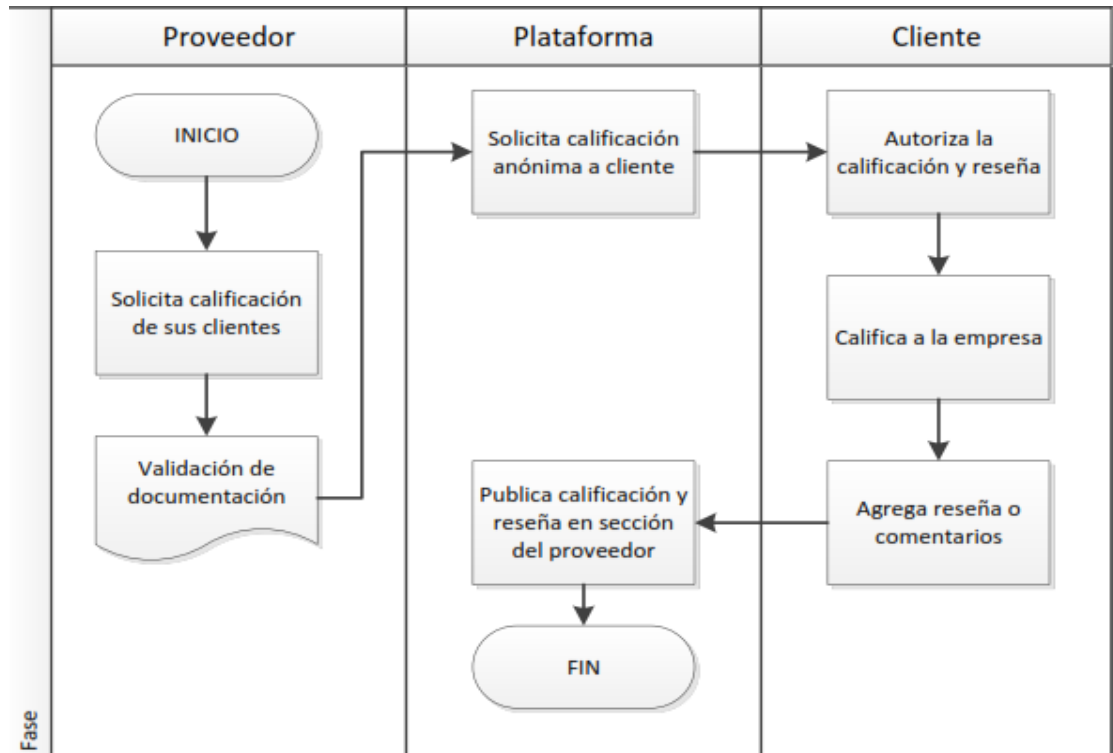 Proveedor
Plataforma
Cliente
INICIO
Solicita calificación
de sus clientes
Validación de
documentación
Solicita calificación
anónima a cliente
Autoriza la
calificación y reseña
Califica a la empresa
Agrega reseña o
comentarios
Publica calificación y
reseña en sección
del proveedor
FIN
Fase